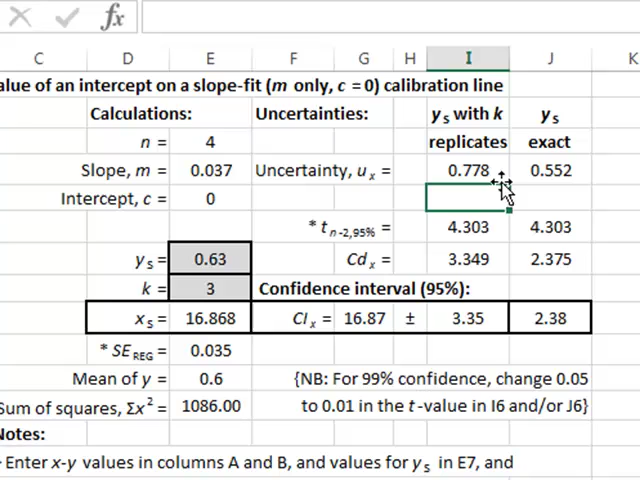 fx
C D E F G H I J K
alue of an intercept on a slope-fit (m only, c = 0) calibration line
Calculations: Uncertainties: ys with k ys
n = 4 replicates exact
Slope, m = 0.037 Uncertainty, ux = 0.778 0.552
Intercept, c = 0
* tn-2,95% = 4.303 4.303
ys = 0.63 Cdx = 3.349 2.375
k = 3 Confidence interval (95%):
xs = 16.868 CIx = 16.87 ± 3.35 2.38
* SEREG = 0.035
Mean of y = 0.6 {NB: For 99% confidence, change 0.05
Sum of squares, Σx² = 1086.00 to 0.01 in the t-value in I6 and/or J6}
Notes:
- Enter x-y values in columns A and B, and values for ys in E7, and